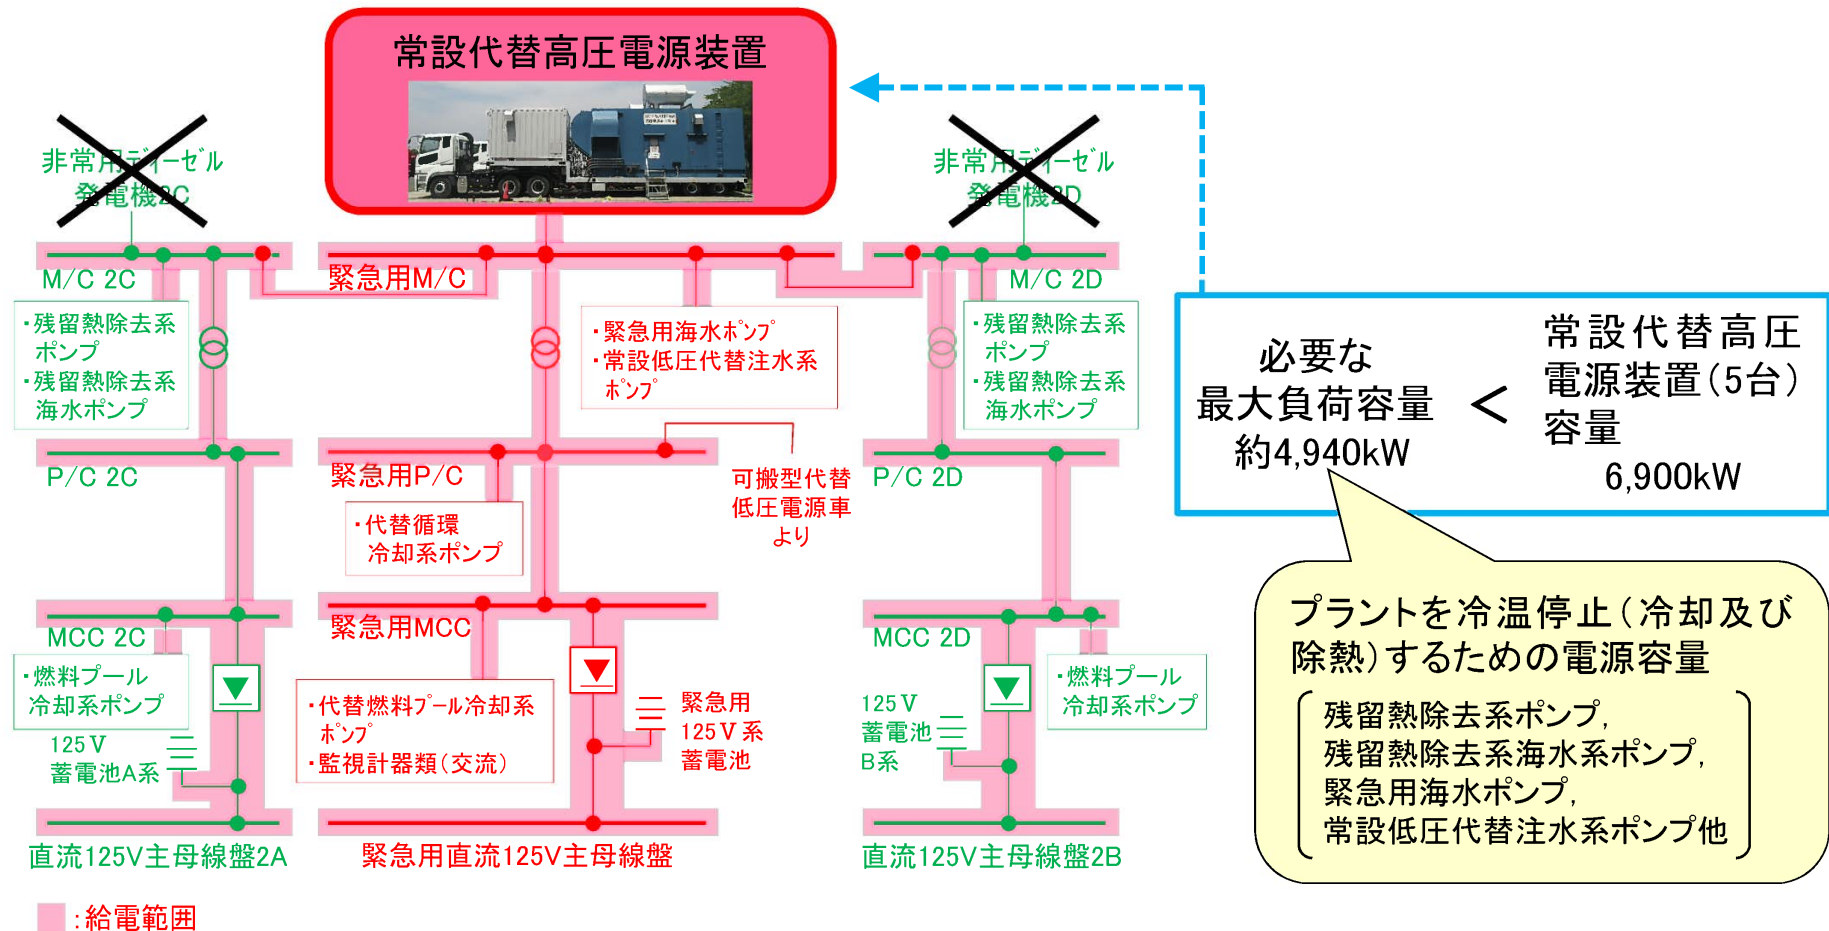 常設代替高圧電源装置
非常用ディーゼル
発電機2C
非常用ディーゼル
発電機2D
M/C 2C
緊急用M/C
M/C 2D
・残留熱除去系
ポンプ
・残留熱除去系
海水ポンプ
・緊急用海水ポンプ
・常設低圧代替注水系
ポンプ
・残留熱除去系
ポンプ
・残留熱除去系
海水ポンプ
必要な
最大負荷容量
約4,940kW
＜
常設代替高圧
電源装置（5台）
容量
6,900kW
P/C 2C
緊急用P/C
可搬型代替
低圧電源車
より
P/C 2D
・代替循環
冷却系ポンプ
MCC 2C
緊急用MCC
MCC 2D
・燃料プール
冷却系ポンプ
・代替燃料プール冷却系
ポンプ
・監視計器類（交流）
・燃料プール
冷却系ポンプ
125V
蓄電池A系
緊急用
125V系
蓄電池
125V
蓄電池
B系
プラントを冷温停止（冷却及び
除熱）するための電源容量
残留熱除去系ポンプ，
残留熱除去系海水系ポンプ，
緊急用海水ポンプ，
常設低圧代替注水系ポンプ他
直流125V主母線盤2A
緊急用直流125V主母線盤
直流125V主母線盤2B
：給電範囲